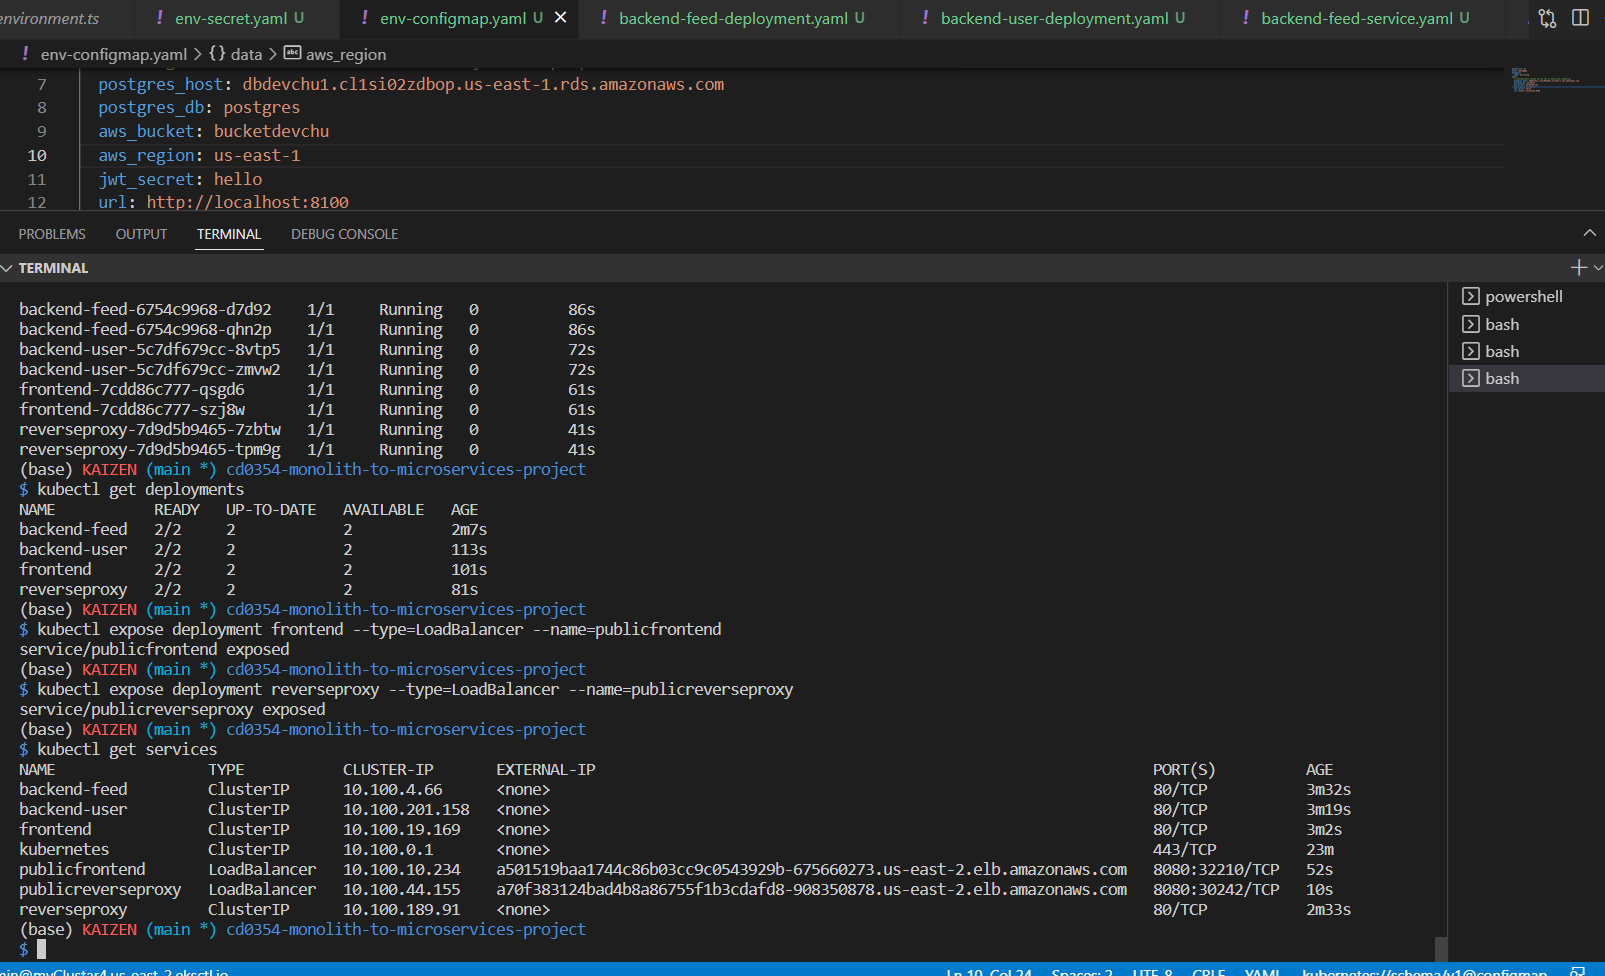 environment.ts ! env-secret.yaml U ! env-configmap.yaml U ! backend-feed-deployment.yaml U ! backend-user-deployment.yaml U ! backend-feed-service.yaml U
! env-configmap.yaml > {} data > abc aws_region
7 postgres_host: dbdevchu1.cl1si02zdbop.us-east-1.rds.amazonaws.com
8 postgres_db: postgres
9 aws_bucket: bucketdevchu
10 aws_region: us-east-1
11 jwt_secret: hello
12 url: http://localhost:8100
PROBLEMS OUTPUT TERMINAL DEBUG CONSOLE
TERMINAL
powershell
bash
bash
bash
backend-feed-6754c9968-d7d92 1/1 Running 0 86s
backend-feed-6754c9968-qhn2p 1/1 Running 0 86s
backend-user-5c7df679cc-8vtp5 1/1 Running 0 72s
backend-user-5c7df679cc-zmvw2 1/1 Running 0 72s
frontend-7cdd86c777-qsgd6 1/1 Running 0 61s
frontend-7cdd86c777-szj8w 1/1 Running 0 61s
reverseproxy-7d9d5b9465-7zbtw 1/1 Running 0 41s
reverseproxy-7d9d5b9465-tpm9g 1/1 Running 0 41s
(base) KAIZEN (main *) cd0354-monolith-to-microservices-project
$ kubectl get deployments
NAME READY UP-TO-DATE AVAILABLE AGE
backend-feed 2/2 2 2 2m7s
backend-user 2/2 2 2 113s
frontend 2/2 2 2 101s
reverseproxy 2/2 2 2 81s
(base) KAIZEN (main *) cd0354-monolith-to-microservices-project
$ kubectl expose deployment frontend --type=LoadBalancer --name=publicfrontend
service/publicfrontend exposed
(base) KAIZEN (main *) cd0354-monolith-to-microservices-project
$ kubectl expose deployment reverseproxy --type=LoadBalancer --name=publicreverseproxy
service/publicreverseproxy exposed
(base) KAIZEN (main *) cd0354-monolith-to-microservices-project
$ kubectl get services
NAME TYPE CLUSTER-IP EXTERNAL-IP PORT(S) AGE
backend-feed ClusterIP 10.100.4.66 <none> 80/TCP 3m32s
backend-user ClusterIP 10.100.201.158 <none> 80/TCP 3m19s
frontend ClusterIP 10.100.19.169 <none> 80/TCP 3m2s
kubernetes ClusterIP 10.100.0.1 <none> 443/TCP 23m
publicfrontend LoadBalancer 10.100.10.234 a501519baa1744c86b03cc9c0543929b-675660273.us-east-2.elb.amazonaws.com 8080:32210/TCP 52s
publicreverseproxy LoadBalancer 10.100.44.155 a70f383124bad4b8a86755f1b3cdafd8-908350878.us-east-2.elb.amazonaws.com 8080:30242/TCP 10s
reverseproxy ClusterIP 10.100.189.91 <none> 80/TCP 2m33s
(base) KAIZEN (main *) cd0354-monolith-to-microservices-project
$
Ln 10, Col 24 Spaces: 2 UTF-8 CRLF YAML kubernetes://schema/v1@configmap